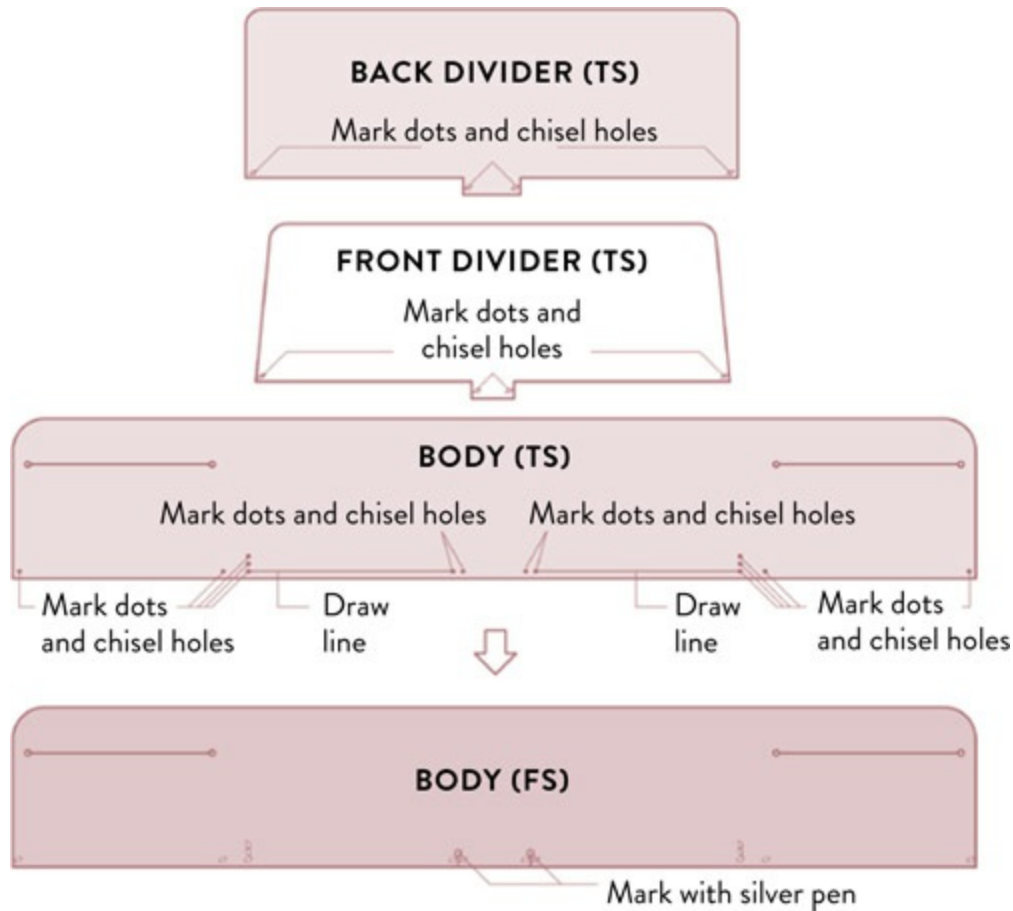 BACK DIVIDER (TS)
Mark dots and chisel holes
FRONT DIVIDER (TS)
Mark dots and
chisel holes
BODY (TS)
Mark dots and chisel holes
Mark dots and chisel holes
Mark dots
and chisel holes
Draw
line
Draw
line
Mark dots
and chisel holes
BODY (FS)
Mark with silver pen